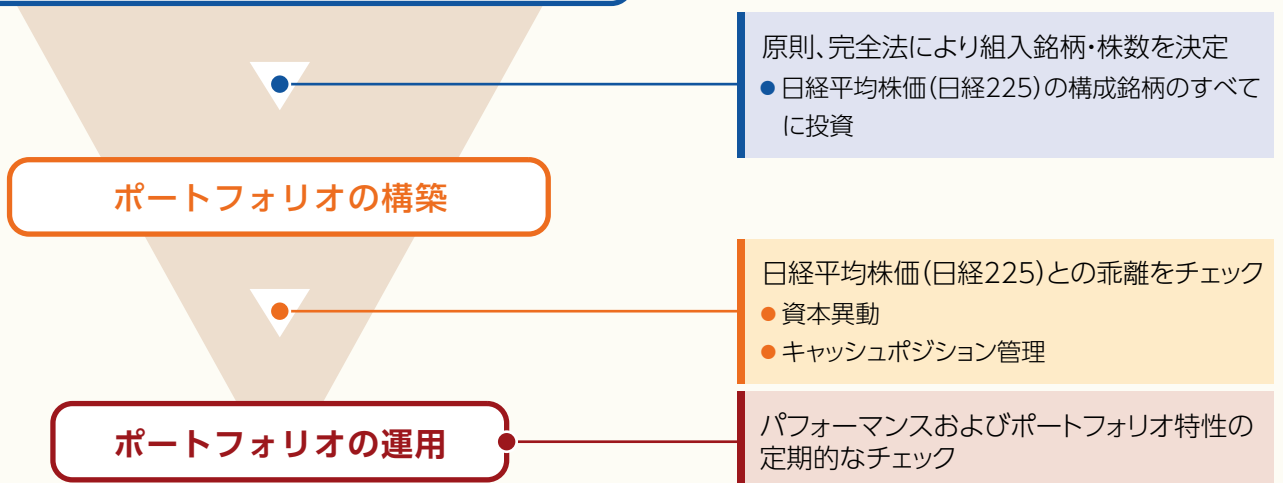 原則、完全法により組入銘柄・株数を決定
● 日経平均株価(日経225)の構成銘柄のすべて
に投資
ポートフォリオの構築
日経平均株価(日経225)との乖離をチェック
● 資本異動
● キャッシュポジション管理
ポートフォリオの運用
パフォーマンスおよびポートフォリオ特性の
定期的なチェック